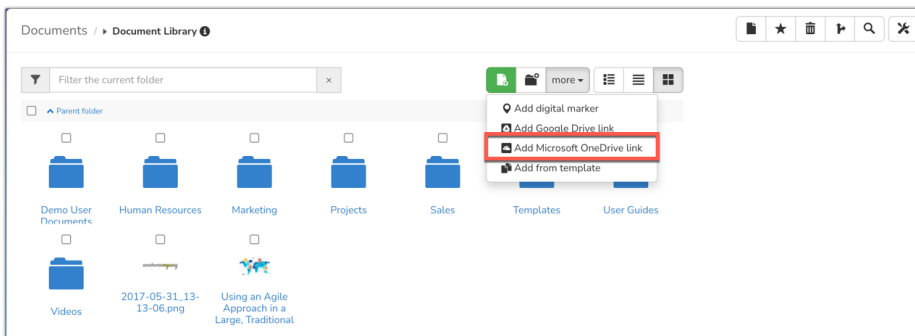 Documents / ▸ Document Library
Filter the current folder ×
more
Parent folder
Add digital marker
Add Google Drive link
Add Microsoft OneDrive link
Add from template
Demo User Documents
Human Resources
Marketing
Projects
Sales
Templates
User Guides
Videos
2017-05-31_13-
13-06.png
Using an Agile
Approach in a
Large, Traditional